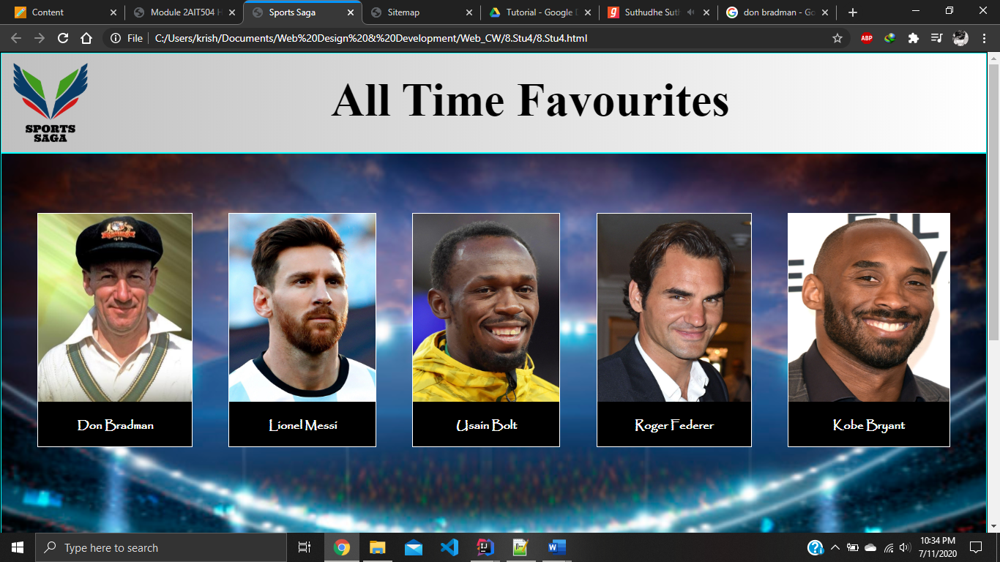 Content
Module 2AIT504 H
Sports Saga
Sitemap
Tutorial - Google D
Suthudhe Suth
don bradman - Go
File
C:/Users/krish/Documents/Web%20Design%20&%20Development/Web_CW/8.Stu4/8.Stu4.html
ABP
SPORTS
SAGA
All Time Favourites
Don Bradman
Lionel Messi
Usain Bolt
Roger Federer
Kobe Bryant
Type here to search
10:34 PM
7/11/2020